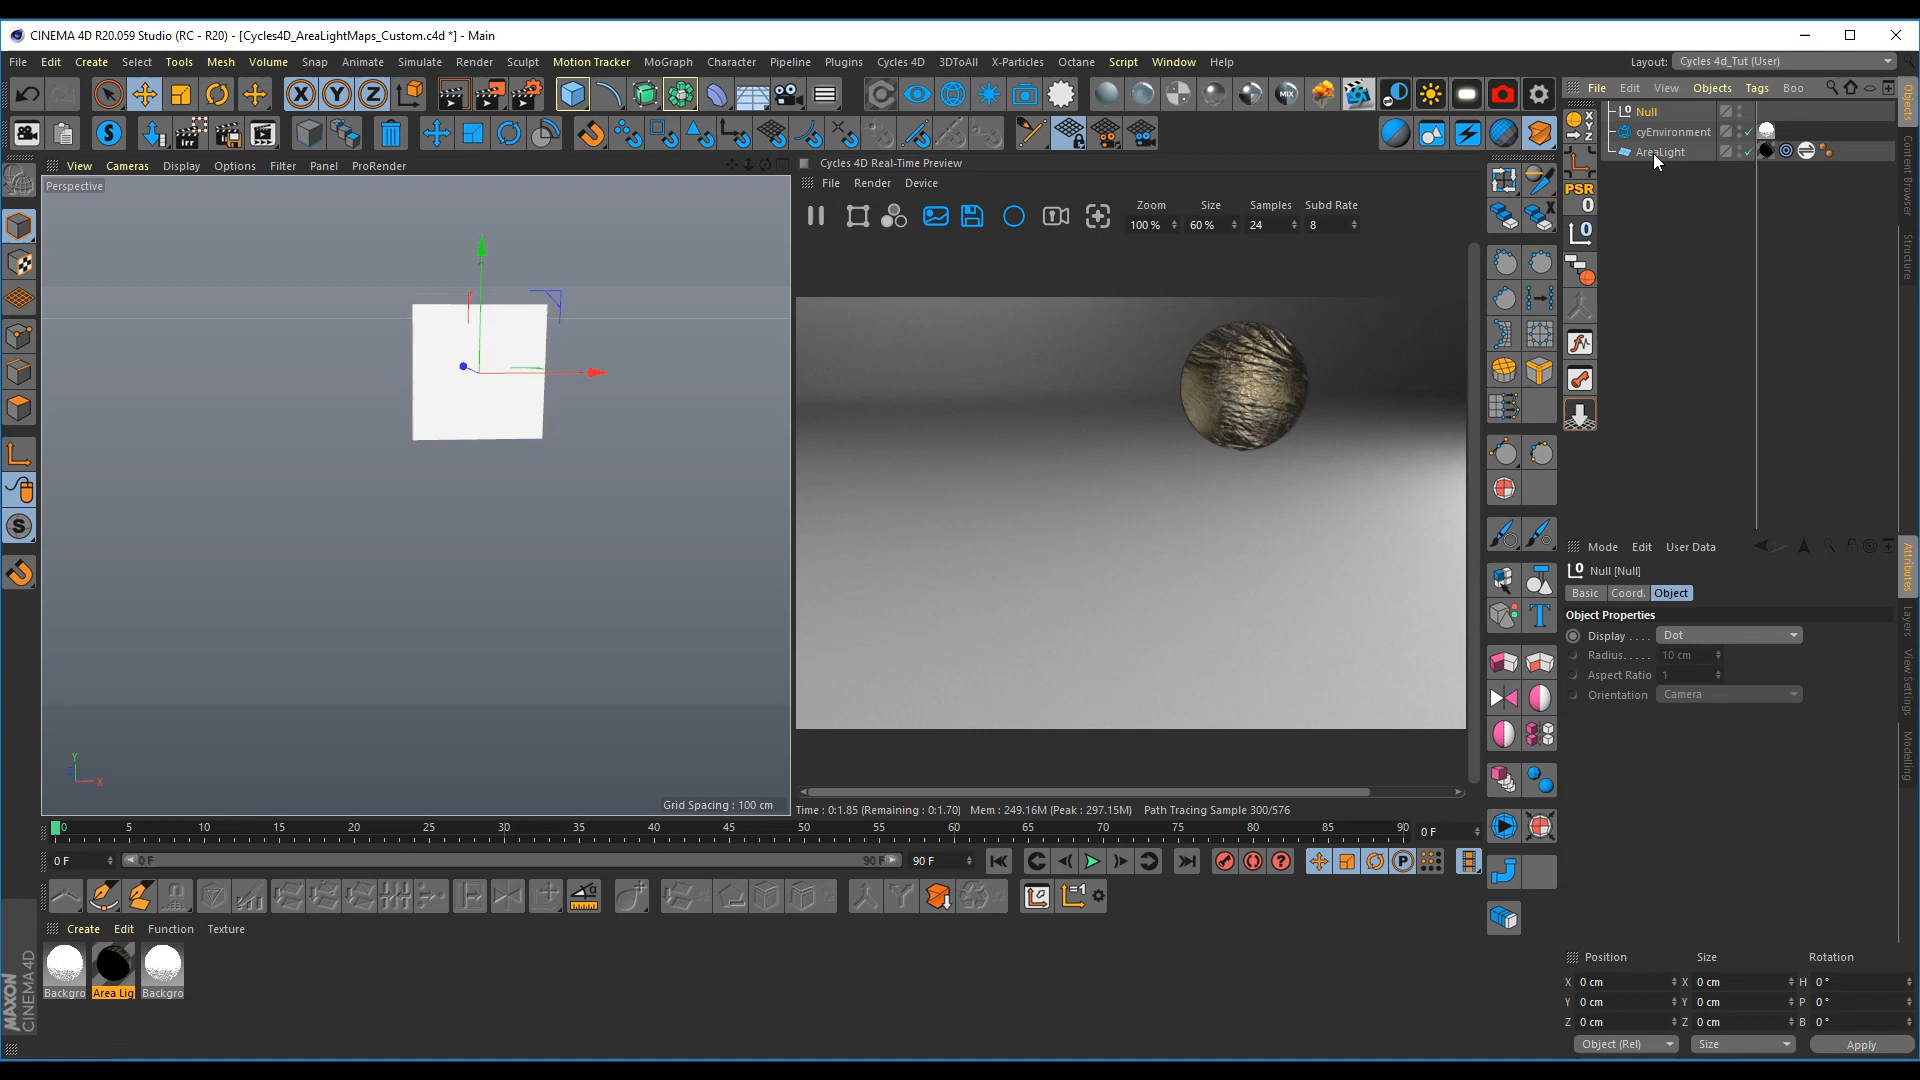 CINEMA 4D R20.059 Studio (RC - R20) - [Cycles4D_AreaLightMaps_Custom.c4d *] - Main
File Edit Create Select Tools Mesh Volume Snap Animate Simulate Render Sculpt Motion Tracker MoGraph Character Pipeline Plugins Cycles 4D 3DToAll X-Particles Octane Script Window Help
Layout: Cycles 4d_Tut (User)
File Edit View Objects Tags Boo
Null
cyEnvironment
AreaLight
View Cameras Display Options Filter Panel ProRender
Perspective
Cycles 4D Real-Time Preview
File Render Device
Zoom Size Samples Subd Rate
100 % 60 % 24 8
PSR
0
Objects
Content Browser
Structure
Mode Edit User Data
Null [Null]
Basic Coord. Object
Object Properties
Display . . . . Dot
Radius. . . . . 10 cm
Aspect Ratio 1
Orientation Camera
Attributes
Layers
View Settings
Modelling
Y
X
Grid Spacing : 100 cm
Time : 0:1.85 (Remaining : 0:1.70) Mem : 249.16M (Peak : 297.15M) Path Tracing Sample 300/576
0 5 10 15 20 25 30 35 40 45 50 55 60 65 70 75 80 85 90 0 F
0 F 0 F 90 F 90 F
Create Edit Function Texture
Backgro Area Lig Backgro
MAXON CINEMA 4D
Position Size Rotation
X 0 cm X 0 cm H 0 °
Y 0 cm Y 0 cm P 0 °
Z 0 cm Z 0 cm B 0 °
Object (Rel) Size Apply